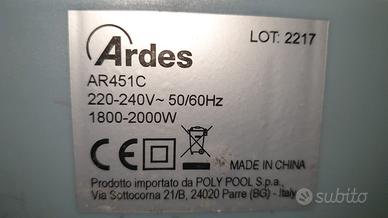 Ardes
LOT: 2217
AR451C
220-240V~ 50/60Hz
1800-2000W
CE
MADE IN CHINA
Prodotto importato da POLY POOL S.p.a.
Via Sottocorna 21/B, 24020 Parre (BG) - Italy
subito